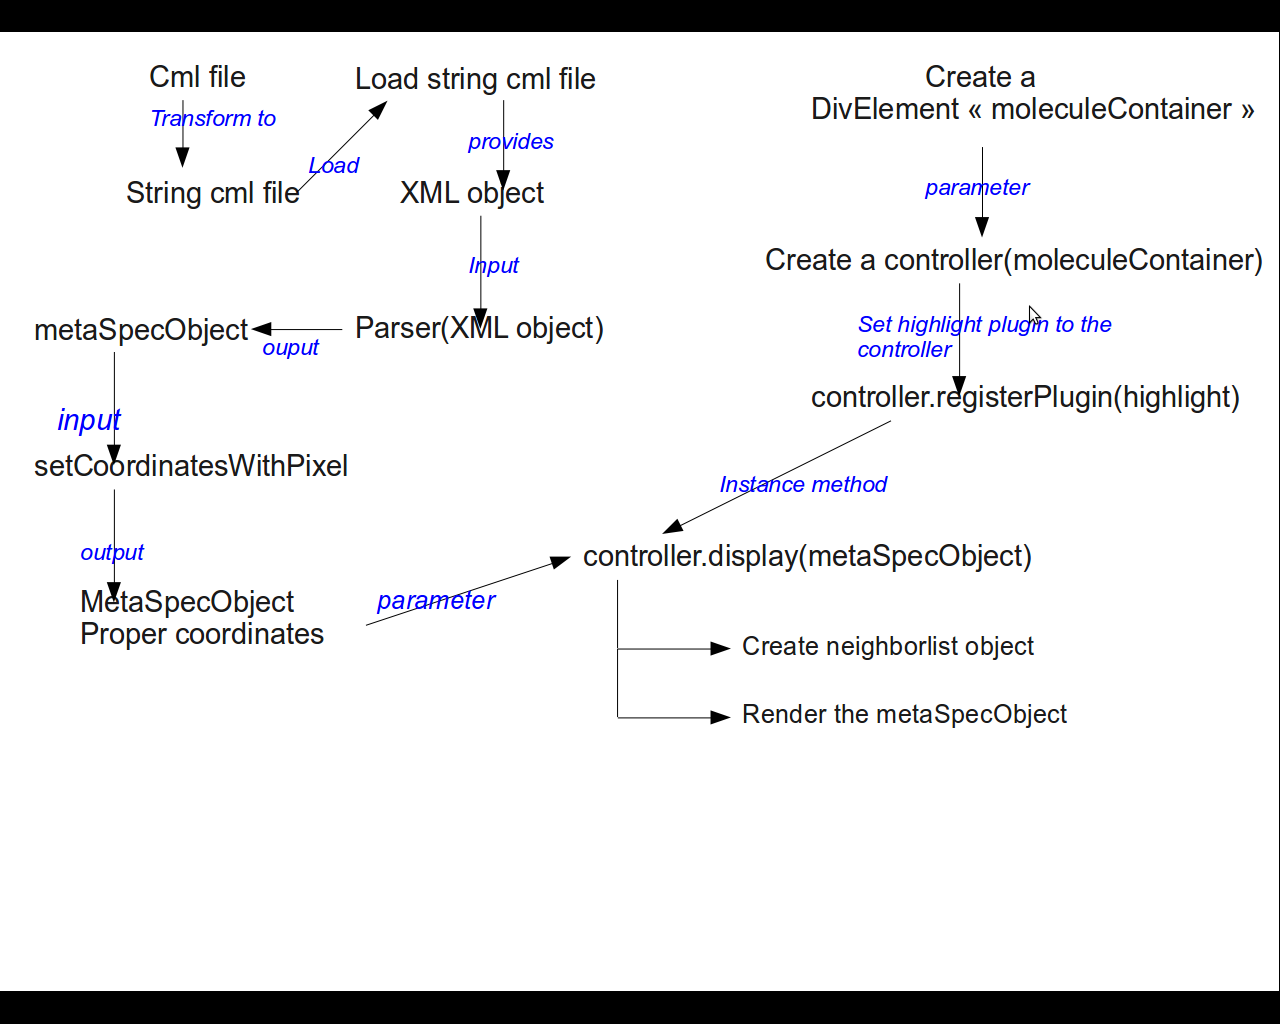 Cml file
Transform to
String cml file
Load
Load string cml file
provides
XML object
Input
Parser(XML object)
ouput
metaSpecObject
input
setCoordinatesWithPixel
output
MetaSpecObject
Proper coordinates
parameter
Create a
DivElement « moleculeContainer »
parameter
Create a controller(moleculeContainer)
Set highlight plugin to the
controller
controller.registerPlugin(highlight)
Instance method
controller.display(metaSpecObject)
Create neighborlist object
Render the metaSpecObject